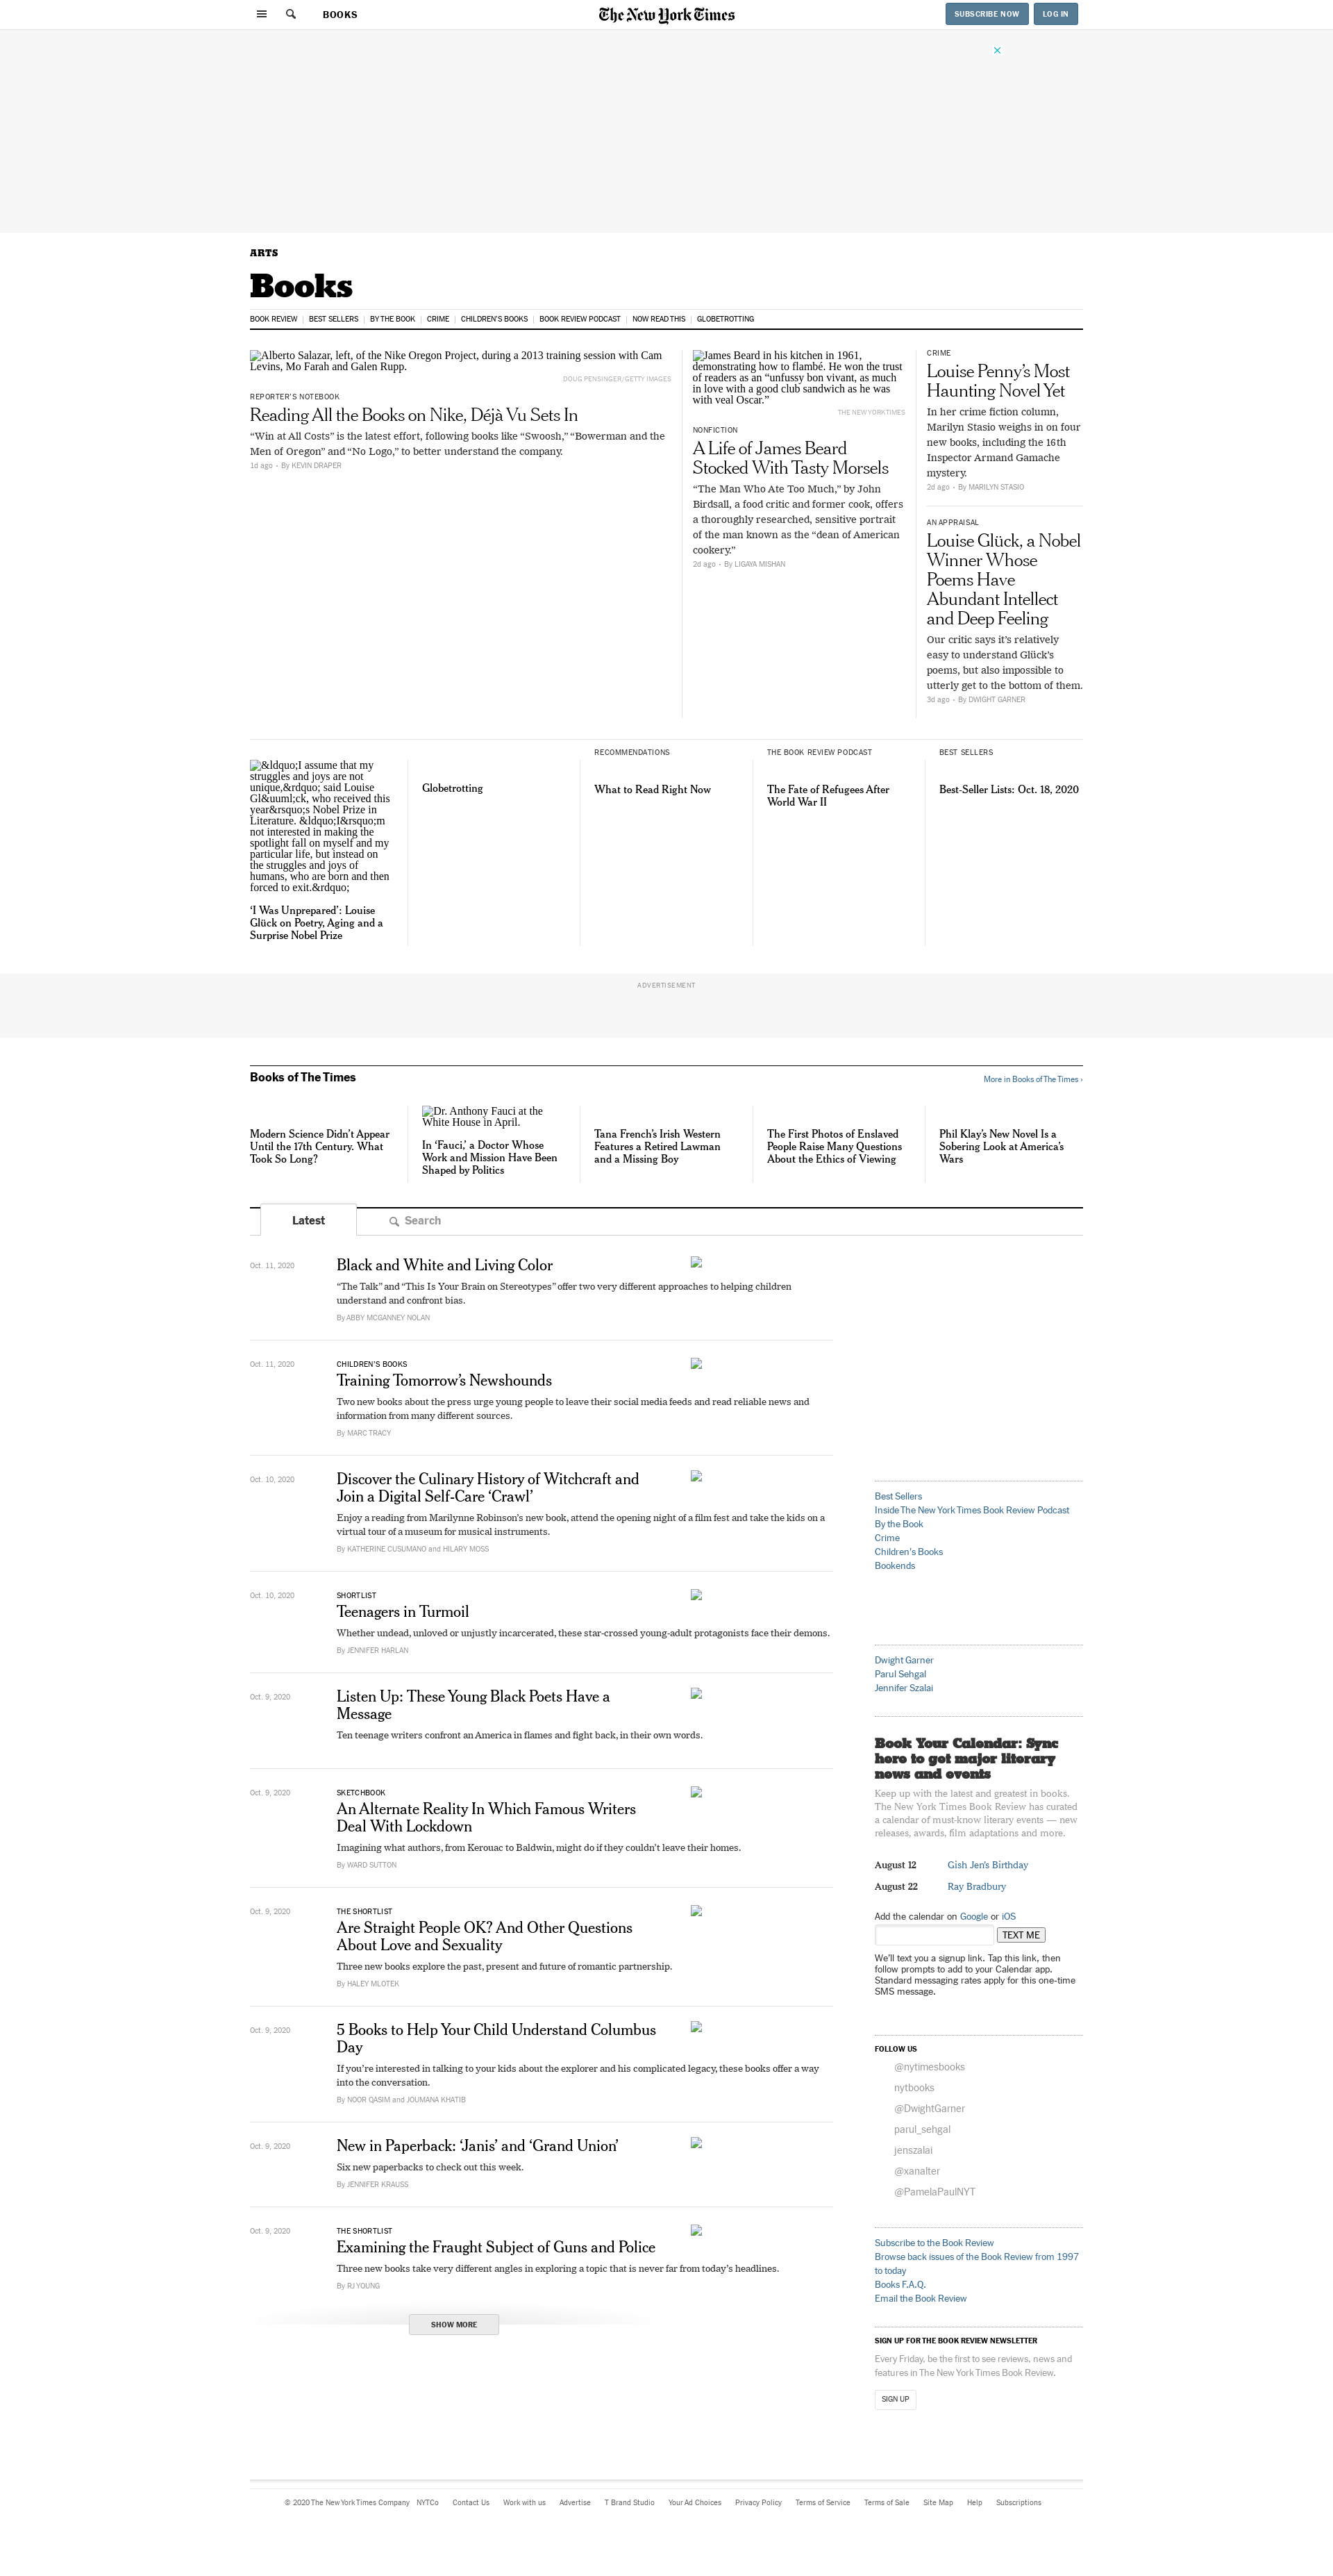 BOOKS
The New York Times
SUBSCRIBE NOW
LOG IN
ARTS
Books
BOOK REVIEW
BEST SELLERS
BY THE BOOK
CRIME
CHILDREN'S BOOKS
BOOK REVIEW PODCAST
NOW READ THIS
GLOBETROTTING
Alberto Salazar, left, of the Nike Oregon Project, during a 2013 training session with Cam
Levins, Mo Farah and Galen Rupp.
DOUG PENSINGER/GETTY IMAGES
REPORTER'S NOTEBOOK
Reading All the Books on Nike, Déjà Vu Sets In
“Win at All Costs” is the latest effort, following books like “Swoosh,” “Bowerman and the
Men of Oregon” and “No Logo,” to better understand the company.
1d ago - By KEVIN DRAPER
James Beard in his kitchen in 1961,
demonstrating how to flambé. He won the trust
of readers as an “unfussy bon vivant, as much
in love with a good club sandwich as he was
with veal Oscar.”
THE NEW YORK TIMES
NONFICTION
A Life of James Beard
Stocked With Tasty Morsels
“The Man Who Ate Too Much,” by John
Birdsall, a food critic and former cook, offers
a thoroughly researched, sensitive portrait
of the man known as the “dean of American
cookery.”
2d ago - By LIGAYA MISHAN
CRIME
Louise Penny’s Most
Haunting Novel Yet
In her crime fiction column,
Marilyn Stasio weighs in on four
new books, including the 16th
Inspector Armand Gamache
mystery.
2d ago - By MARILYN STASIO
AN APPRAISAL
Louise Glück, a Nobel
Winner Whose
Poems Have
Abundant Intellect
and Deep Feeling
Our critic says it’s relatively
easy to understand Glück’s
poems, but also impossible to
utterly get to the bottom of them.
3d ago - By DWIGHT GARNER
&ldquo;I assume that my
struggles and joys are not
unique,&rdquo; said Louise
Gl&uuml;ck, who received this
year&rsquo;s Nobel Prize in
Literature. &ldquo;I&rsquo;m
not interested in making the
spotlight fall on myself and my
particular life, but instead on
the struggles and joys of
humans, who are born and then
forced to exit.&rdquo;
‘I Was Unprepared’: Louise
Glück on Poetry, Aging and a
Surprise Nobel Prize
Globetrotting
RECOMMENDATIONS
What to Read Right Now
THE BOOK REVIEW PODCAST
The Fate of Refugees After
World War II
BEST SELLERS
Best-Seller Lists: Oct. 18, 2020
ADVERTISEMENT
Books of The Times
More in Books of The Times ›
Modern Science Didn’t Appear
Until the 17th Century. What
Took So Long?
Dr. Anthony Fauci at the
White House in April.
In ‘Fauci,’ a Doctor Whose
Work and Mission Have Been
Shaped by Politics
Tana French’s Irish Western
Features a Retired Lawman
and a Missing Boy
The First Photos of Enslaved
People Raise Many Questions
About the Ethics of Viewing
Phil Klay’s New Novel Is a
Sobering Look at America’s
Wars
Latest
Search
Oct. 11, 2020
Black and White and Living Color
“The Talk” and “This Is Your Brain on Stereotypes” offer two very different approaches to helping children
understand and confront bias.
By ABBY MCGANNEY NOLAN
Oct. 11, 2020
CHILDREN’S BOOKS
Training Tomorrow’s Newshounds
Two new books about the press urge young people to leave their social media feeds and read reliable news and
information from many different sources.
By MARC TRACY
Oct. 10, 2020
Discover the Culinary History of Witchcraft and
Join a Digital Self-Care ‘Crawl’
Enjoy a reading from Marilynne Robinson’s new book, attend the opening night of a film fest and take the kids on a
virtual tour of a museum for musical instruments.
By KATHERINE CUSUMANO and HILARY MOSS
Oct. 10, 2020
SHORTLIST
Teenagers in Turmoil
Whether undead, unloved or unjustly incarcerated, these star-crossed young-adult protagonists face their demons.
By JENNIFER HARLAN
Oct. 9, 2020
Listen Up: These Young Black Poets Have a
Message
Ten teenage writers confront an America in flames and fight back, in their own words.
Oct. 9, 2020
SKETCHBOOK
An Alternate Reality In Which Famous Writers
Deal With Lockdown
Imagining what authors, from Kerouac to Baldwin, might do if they couldn’t leave their homes.
By WARD SUTTON
Oct. 9, 2020
THE SHORTLIST
Are Straight People OK? And Other Questions
About Love and Sexuality
Three new books explore the past, present and future of romantic partnership.
By HALEY MLOTEK
Oct. 9, 2020
5 Books to Help Your Child Understand Columbus
Day
If you’re interested in talking to your kids about the explorer and his complicated legacy, these books offer a way
into the conversation.
By NOOR QASIM and JOUMANA KHATIB
Oct. 9, 2020
New in Paperback: ‘Janis’ and ‘Grand Union’
Six new paperbacks to check out this week.
By JENNIFER KRAUSS
Oct. 9, 2020
THE SHORTLIST
Examining the Fraught Subject of Guns and Police
Three new books take very different angles in exploring a topic that is never far from today’s headlines.
By RJ YOUNG
SHOW MORE
Best Sellers
Inside The New York Times Book Review Podcast
By the Book
Crime
Children's Books
Bookends
Dwight Garner
Parul Sehgal
Jennifer Szalai
Book Your Calendar: Sync
here to get major literary
news and events
Keep up with the latest and greatest in books.
The New York Times Book Review has curated
a calendar of must-know literary events — new
releases, awards, film adaptations and more.
August 12 Gish Jen's Birthday
August 22 Ray Bradbury
Add the calendar on Google or iOS
TEXT ME
We'll text you a signup link. Tap this link, then
follow prompts to add to your Calendar app.
Standard messaging rates apply for this one-time
SMS message.
FOLLOW US
@nytimesbooks
nytbooks
@DwightGarner
parul_sehgal
jenszalai
@xanalter
@PamelaPaulNYT
Subscribe to the Book Review
Browse back issues of the Book Review from 1997
to today
Books F.A.Q.
Email the Book Review
SIGN UP FOR THE BOOK REVIEW NEWSLETTER
Every Friday, be the first to see reviews, news and
features in The New York Times Book Review.
SIGN UP
© 2020 The New York Times Company
NYTCo
Contact Us
Work with us
Advertise
T Brand Studio
Your Ad Choices
Privacy Policy
Terms of Service
Terms of Sale
Site Map
Help
Subscriptions